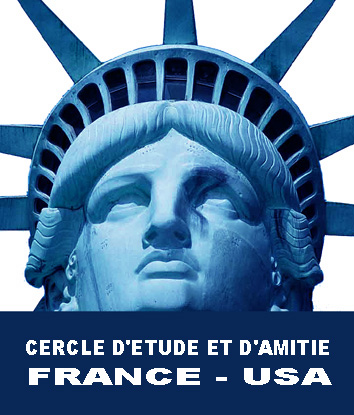 CERCLE D'ETUDE ET D'AMITIE
FRANCE - USA